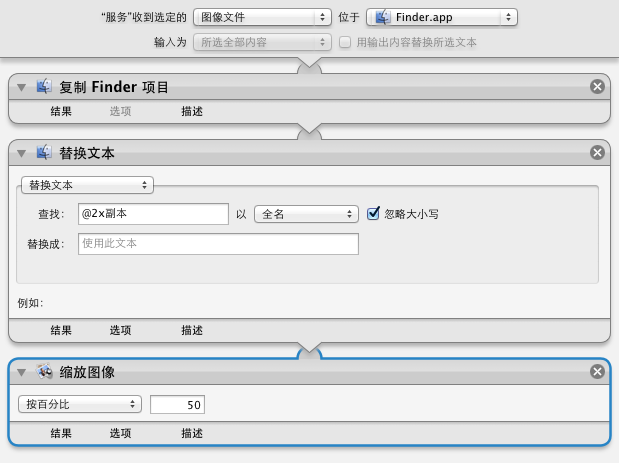 “服务”收到选定的 图像文件 位于 Finder.app
输入为 所选全部内容 用输出内容替换所选文本
复制 Finder 项目
结果 选项 描述
替换文本
替换文本
查找: @2x副本 以 全名 忽略大小写
替换成: 使用此文本
例如:
结果 选项 描述
缩放图像
按百分比 50
结果 选项 描述